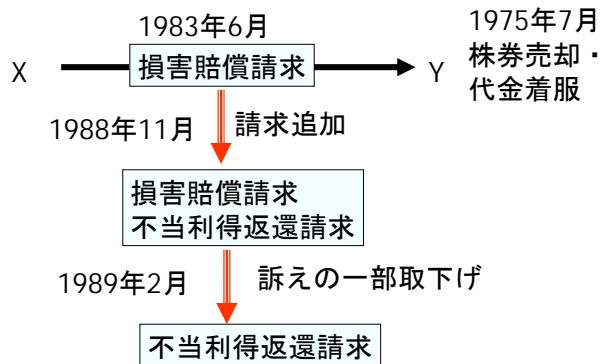 1983年6月
1975年7月
株券売却・
代金着服
X
損害賠償請求
Y
1988年11月
請求追加
損害賠償請求
不当利得返還請求
1989年2月
訴えの一部取下げ
不当利得返還請求